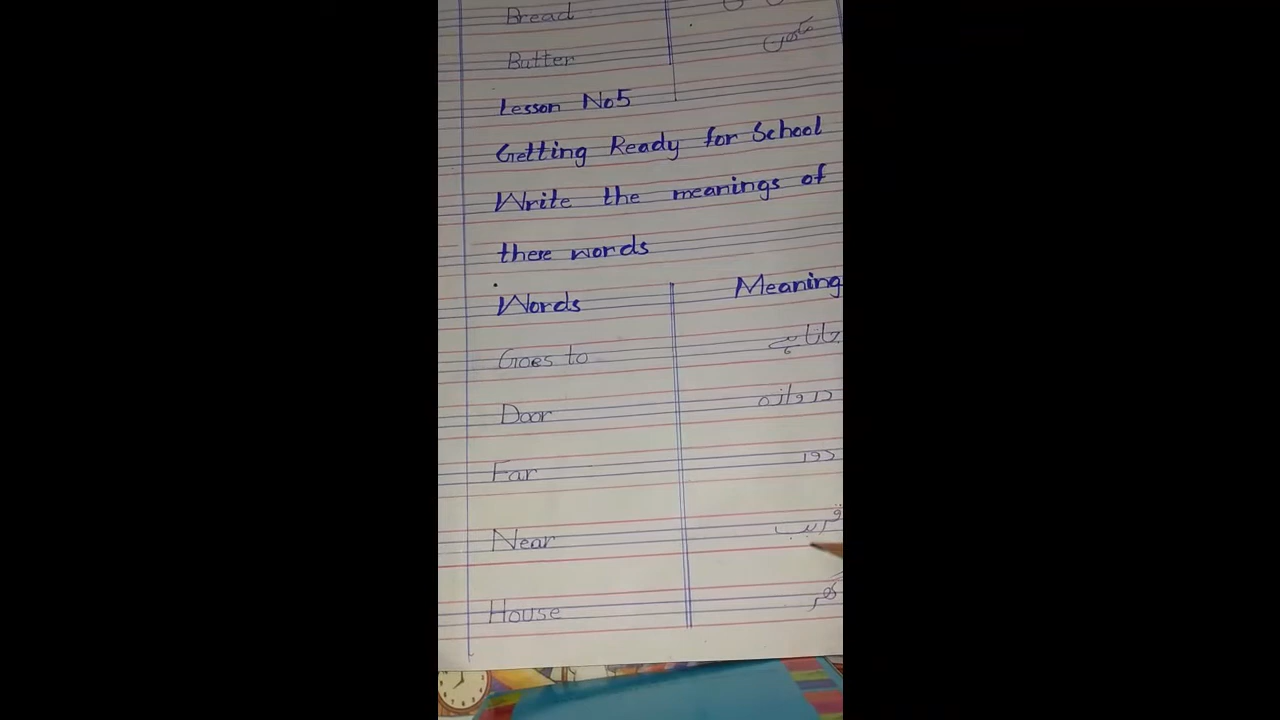 Bread
Butter مکھن
Lesson No5
Getting Ready for School
Write the meanings of
these words
Words Meaning
Goes to جاتا ہے
Door دروازہ
Far دور
Near قریب
House گھر